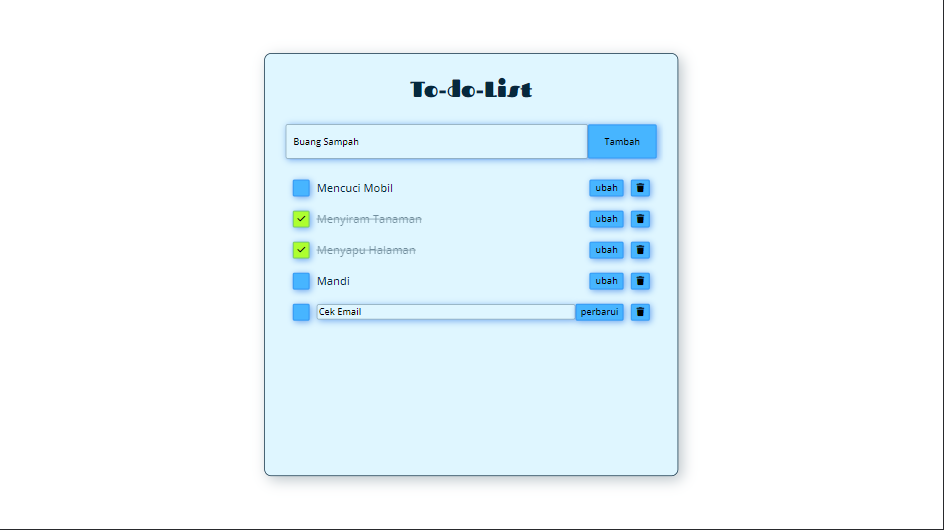 To-do-List
Buang Sampah Tambah
Mencuci Mobil ubah
Menyiram Tanaman ubah
Menyapu Halaman ubah
Mandi ubah
Cek Email perbarui